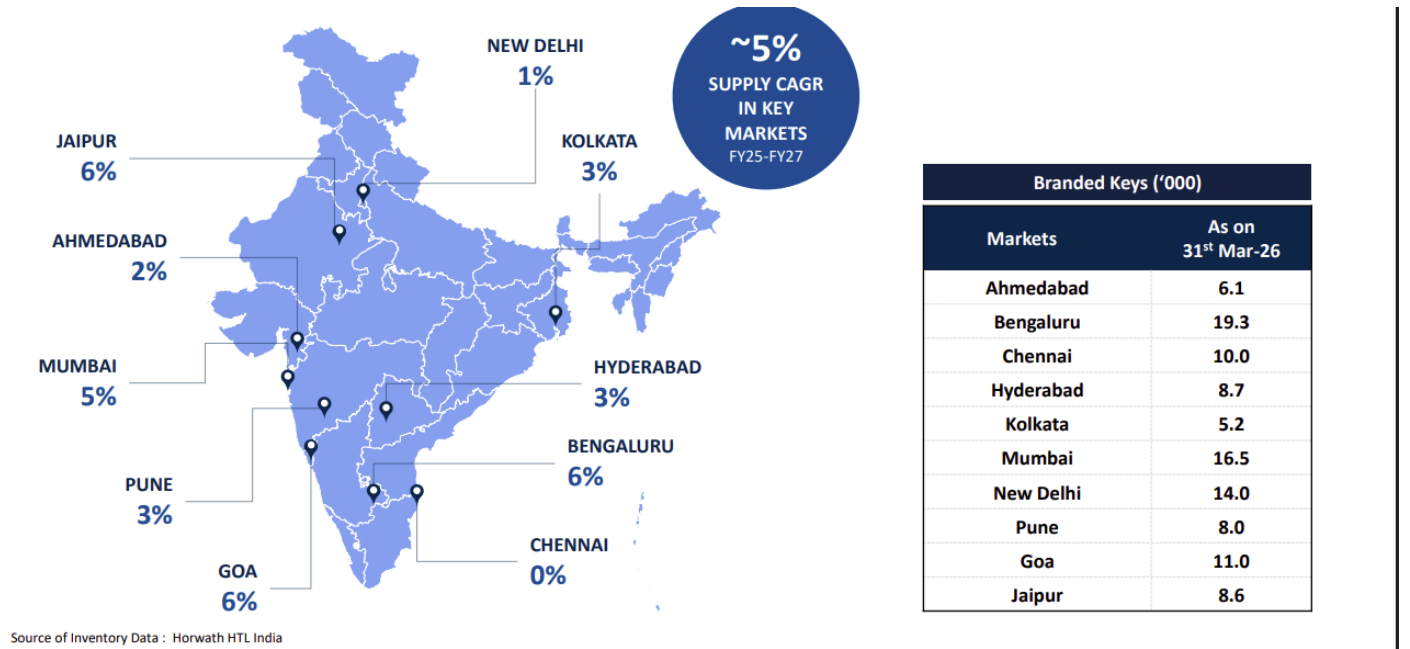 NEW DELHI
1%
~5%
SUPPLY CAGR
IN KEY
MARKETS
FY25-FY27
JAIPUR
6%
KOLKATA
3%
AHMEDABAD
2%
MUMBAI
5%
HYDERABAD
3%
BENGALURU
6%
PUNE
3%
CHENNAI
0%
GOA
6%
Branded Keys (‘000)
Markets As on
31st Mar-26
Ahmedabad 6.1
Bengaluru 19.3
Chennai 10.0
Hyderabad 8.7
Kolkata 5.2
Mumbai 16.5
New Delhi 14.0
Pune 8.0
Goa 11.0
Jaipur 8.6
Source of Inventory Data : Horwath HTL India